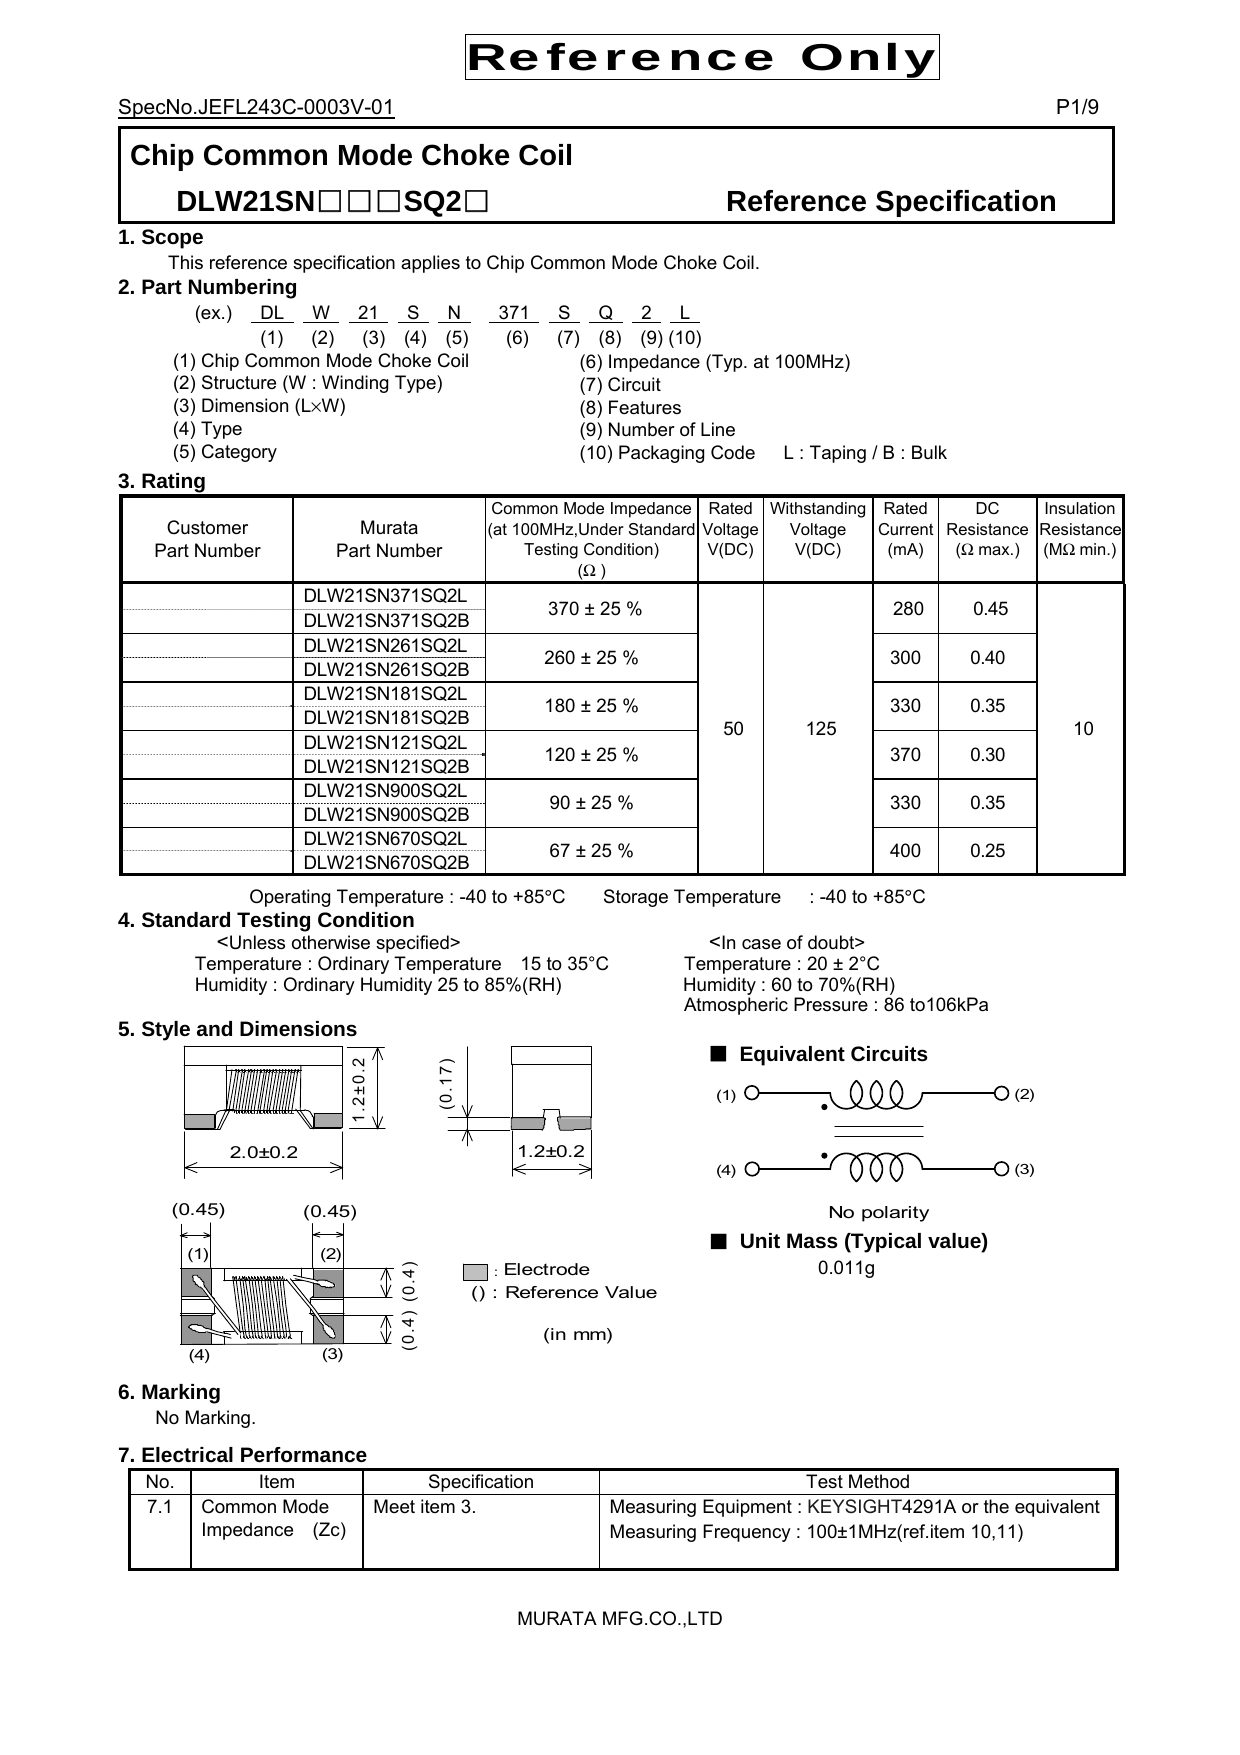 Reference Only
SpecNo.JEFL243C-0003V-01 P1/9
Chip Common Mode Choke Coil
DLW21SN□□□SQ2□ Reference Specification
1. Scope
This reference specification applies to Chip Common Mode Choke Coil.
2. Part Numbering
(ex.) DL W 21 S N 371 S Q 2 L
(1) (2) (3) (4) (5) (6) (7) (8) (9) (10)
(1) Chip Common Mode Choke Coil (6) Impedance (Typ. at 100MHz)
(2) Structure (W : Winding Type) (7) Circuit
(3) Dimension (L×W) (8) Features
(4) Type (9) Number of Line
(5) Category (10) Packaging Code L : Taping / B : Bulk
3. Rating
Customer Part Number
Murata Part Number
Common Mode Impedance
(at 100MHz,Under Standard
Testing Condition)
(Ω )
Rated Voltage V(DC)
Withstanding Voltage V(DC)
Rated Current (mA)
DC Resistance (Ω max.)
Insulation Resistance (MΩ min.)
DLW21SN371SQ2L
DLW21SN371SQ2B
370 ± 25 % 280 0.45
DLW21SN261SQ2L
DLW21SN261SQ2B
260 ± 25 % 300 0.40
DLW21SN181SQ2L
DLW21SN181SQ2B
180 ± 25 % 330 0.35
50 125 10
DLW21SN121SQ2L
DLW21SN121SQ2B
120 ± 25 % 370 0.30
DLW21SN900SQ2L
DLW21SN900SQ2B
90 ± 25 % 330 0.35
DLW21SN670SQ2L
DLW21SN670SQ2B
67 ± 25 % 400 0.25
Operating Temperature : -40 to +85°C Storage Temperature : -40 to +85°C
4. Standard Testing Condition
<Unless otherwise specified> <In case of doubt>
Temperature : Ordinary Temperature 15 to 35°C Temperature : 20 ± 2°C
Humidity : Ordinary Humidity 25 to 85%(RH) Humidity : 60 to 70%(RH)
Atmospheric Pressure : 86 to106kPa
5. Style and Dimensions
1.2±0.2
2.0±0.2
(0.17)
1.2±0.2
■ Equivalent Circuits
(1) (2)
(4) (3)
No polarity
■ Unit Mass (Typical value)
0.011g
(0.45) (0.45)
(1) (2)
(0.4)
(0.4)
(4) (3)
: Electrode
() : Reference Value
(in mm)
6. Marking
No Marking.
7. Electrical Performance
No. Item Specification Test Method
7.1 Common Mode Meet item 3. Measuring Equipment : KEYSIGHT4291A or the equivalent
Impedance (Zc) Measuring Frequency : 100±1MHz(ref.item 10,11)
MURATA MFG.CO.,LTD